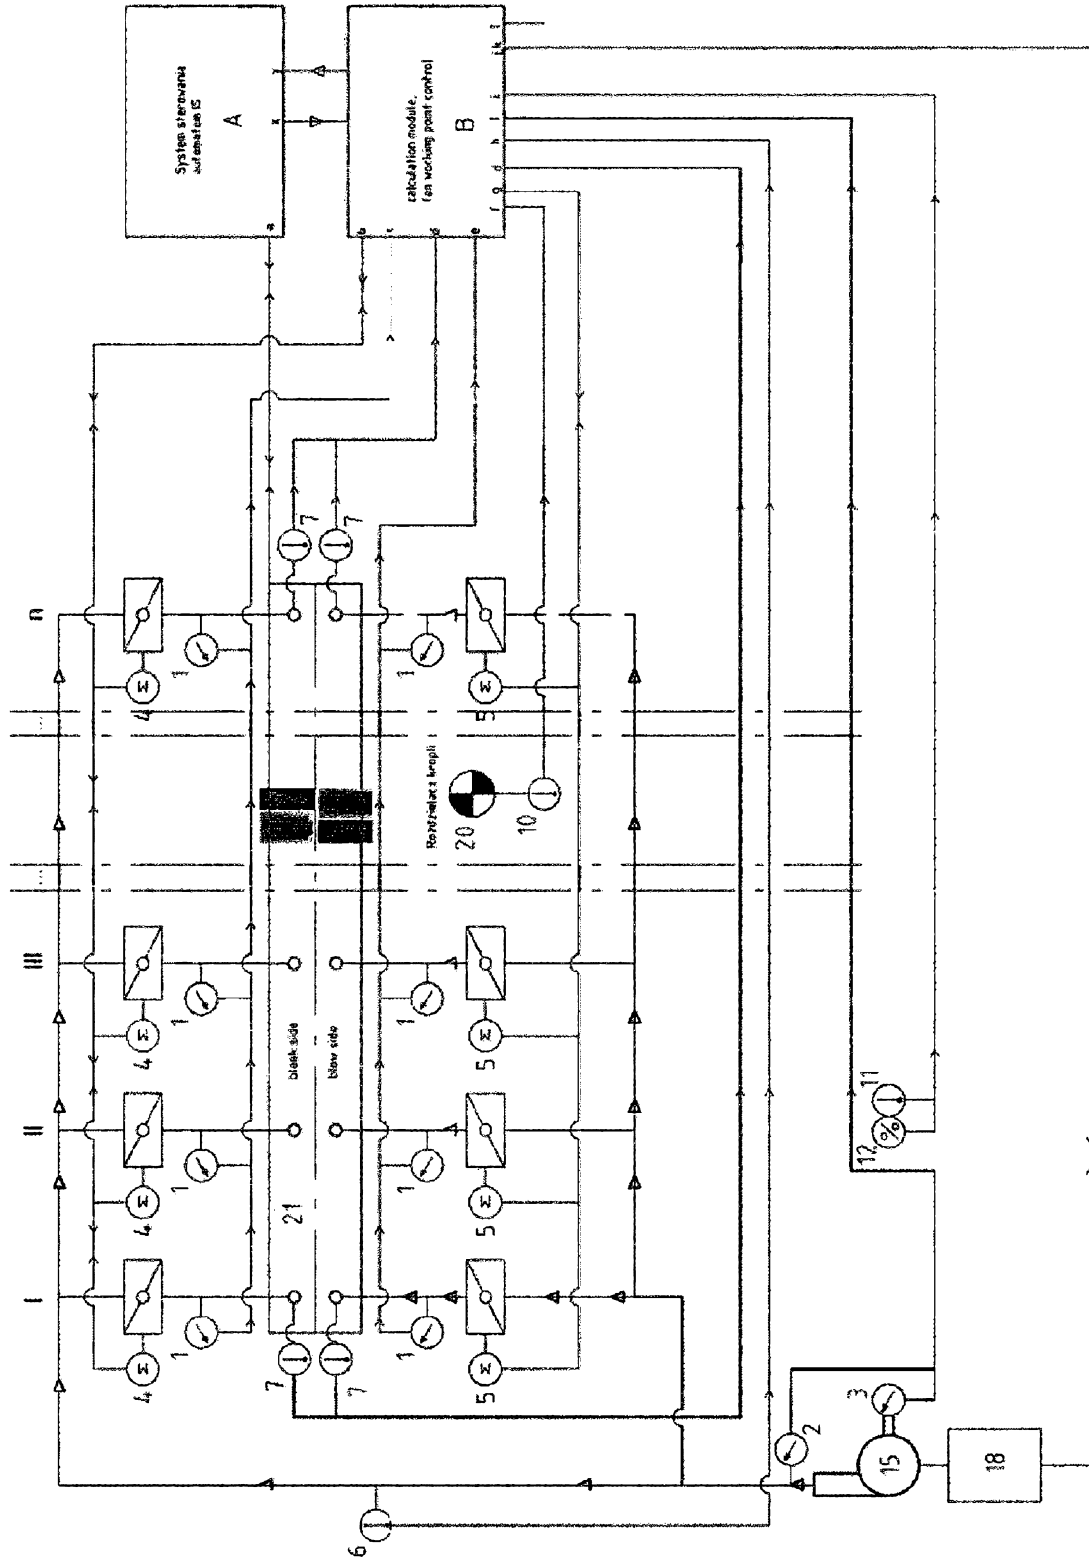 System sterowania
automatem IS
A
x
y
a
calculation module,
fan working point control
B
b
c
d
e
f
g
d
h
l
i
j,k
I
II
III
n
4
4
4
4
1
1
1
1
7
7
21
blank side
blow side
7
7
1
1
1
1
5
5
5
5
Rozdzielacz kropli
20
10
6
2
3
15
18
12
%
11